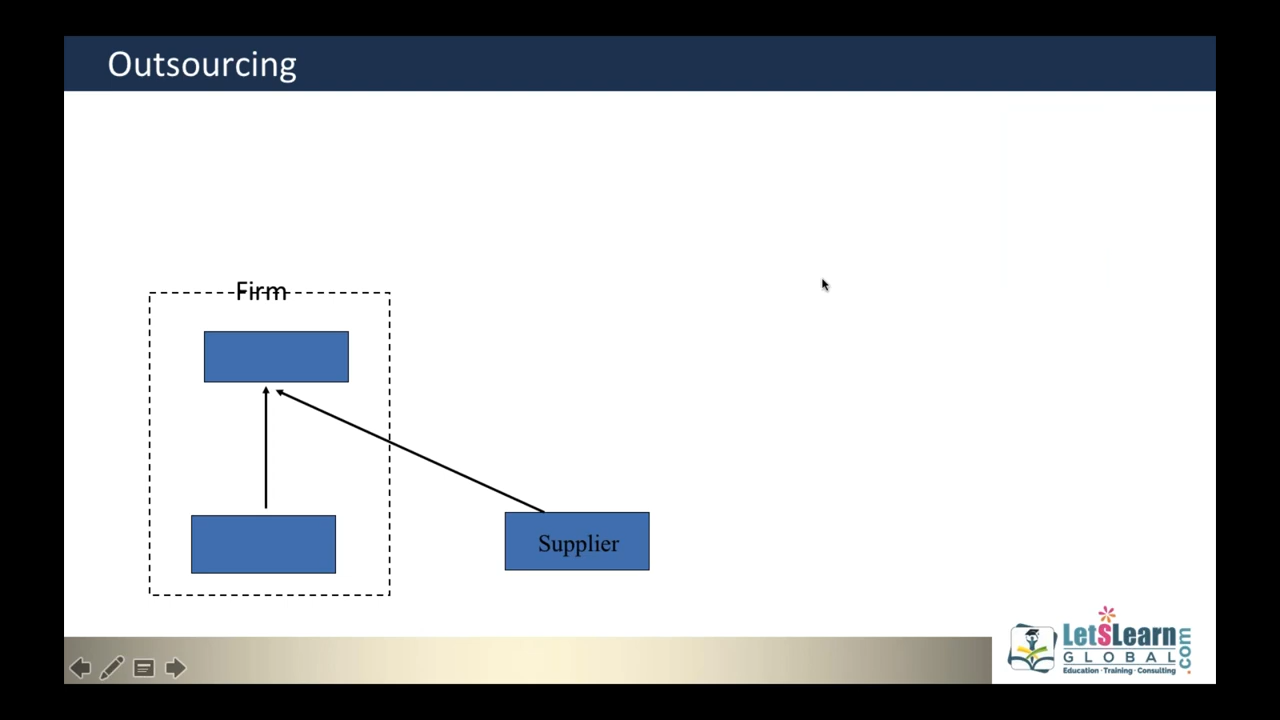 Outsourcing
Firm
Supplier
LetSLearn
GLOBAL
.com
Education · Training · Consulting